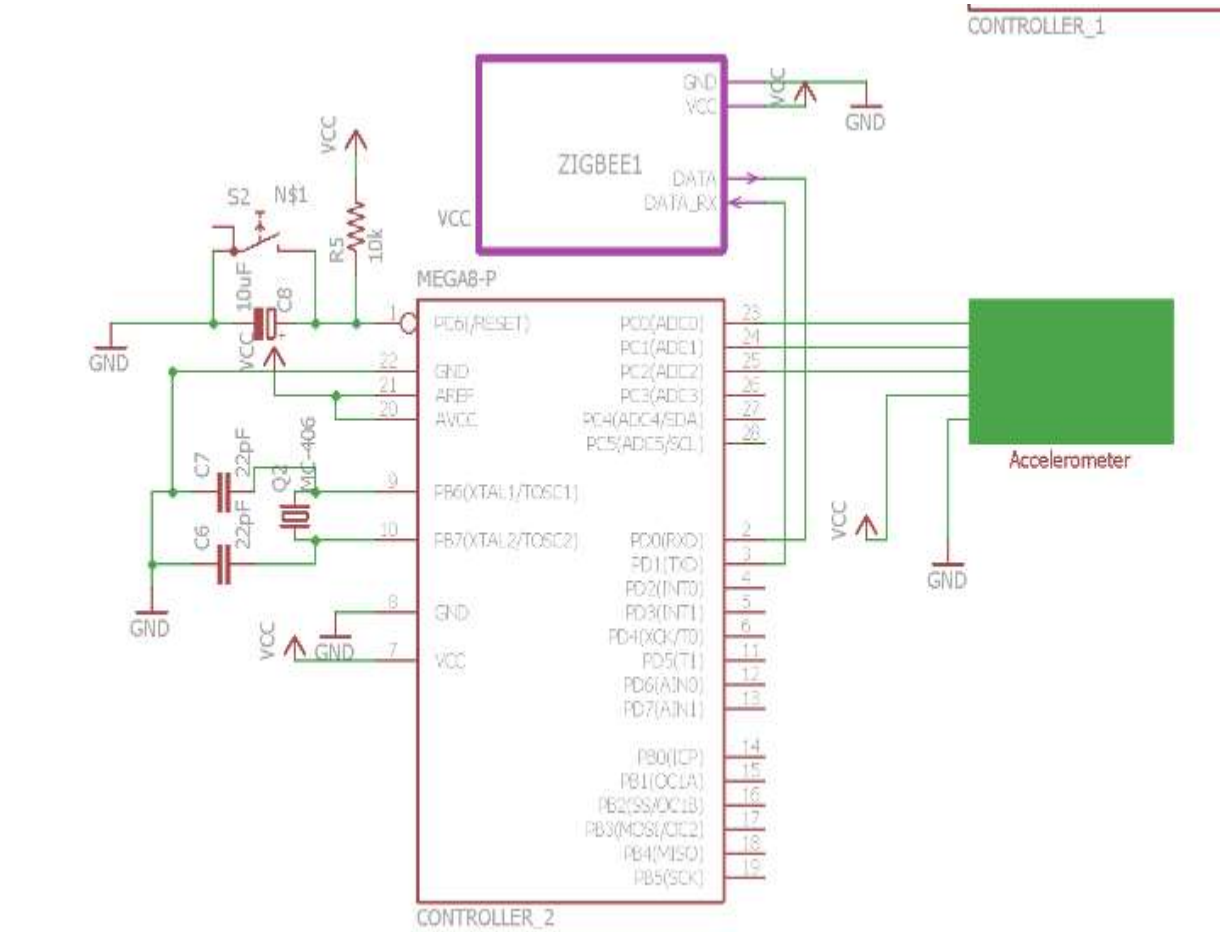 CONTROLLER_1
GND
VCC
VCC
GND
ZIGBEE1
DATA
DATA_RX
VCC
VCC
S2
N$1
R5
10k
10uF
C8
+
MEGA8-P
GND
VCC
1
PC6(/RESET)
22
GND
21
AREF
20
AVCC
9
PB6(XTAL1/TOSC1)
10
PB7(XTAL2/TOSC2)
8
GND
7
VCC
C7
22pF
Q2
MC-406
C6
22pF
GND
VCC
GND
PC0(ADC0)
23
PC1(ADC1)
24
PC2(ADC2)
25
PC3(ADC3)
26
PC4(ADC4/SDA)
27
PC5(ADC5/SCL)
28
PD0(RXD)
2
PD1(TXD)
3
PD2(INT0)
4
PD3(INT1)
5
PD4(XCK/T0)
6
PD5(T1)
11
PD6(AIN0)
12
PD7(AIN1)
13
PB0(ICP)
14
PB1(OC1A)
15
PB2(SS/OC1B)
16
PB3(MOSI/OC2)
17
PB4(MISO)
18
PB5(SCK)
19
Accelerometer
VCC
GND
CONTROLLER_2